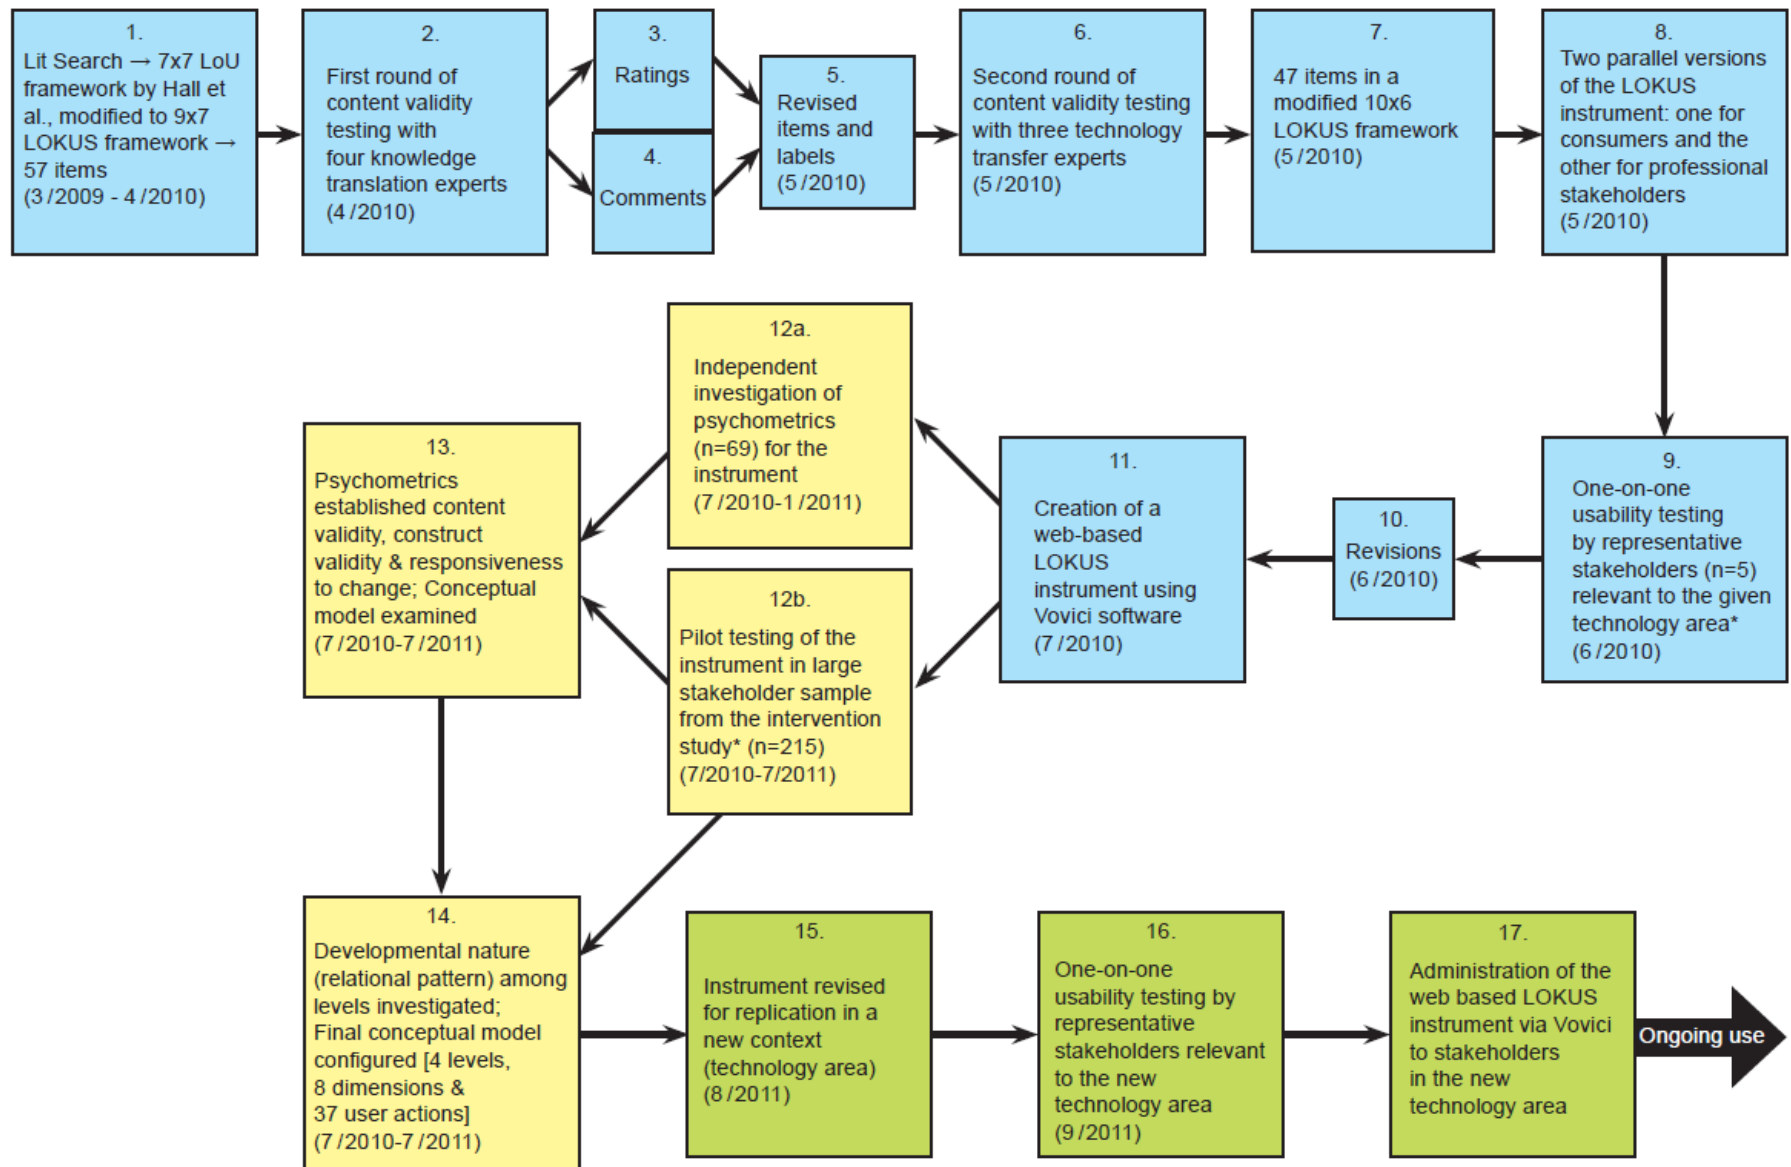 1.
Lit Search → 7x7 LoU
framework by Hall et
al., modified to 9x7
LOKUS framework →
57 items
(3/2009 - 4/2010)
2.
First round of
content validity
testing with
four knowledge
translation experts
(4/2010)
3.
Ratings
4.
Comments
5.
Revised
items and
labels
(5/2010)
6.
Second round of
content validity testing
with three technology
transfer experts
(5/2010)
7.
47 items in a
modified 10x6
LOKUS framework
(5/2010)
8.
Two parallel versions
of the LOKUS
instrument: one for
consumers and the
other for professional
stakeholders
(5/2010)
9.
One-on-one
usability testing
by representative
stakeholders (n=5)
relevant to the given
technology area*
(6/2010)
10.
Revisions
(6/2010)
11.
Creation of a
web-based
LOKUS
instrument using
Vovici software
(7/2010)
12a.
Independent
investigation of
psychometrics
(n=69) for the
instrument
(7/2010-1/2011)
12b.
Pilot testing of the
instrument in large
stakeholder sample
from the intervention
study* (n=215)
(7/2010-7/2011)
13.
Psychometrics
established content
validity, construct
validity & responsiveness
to change; Conceptual
model examined
(7/2010-7/2011)
14.
Developmental nature
(relational pattern) among
levels investigated;
Final conceptual model
configured [4 levels,
8 dimensions &
37 user actions]
(7/2010-7/2011)
15.
Instrument revised
for replication in a
new context
(technology area)
(8/2011)
16.
One-on-one
usability testing by
representative
stakeholders relevant
to the new
technology area
(9/2011)
17.
Administration of the
web based LOKUS
instrument via Vovici
to stakeholders
in the new
technology area
Ongoing use